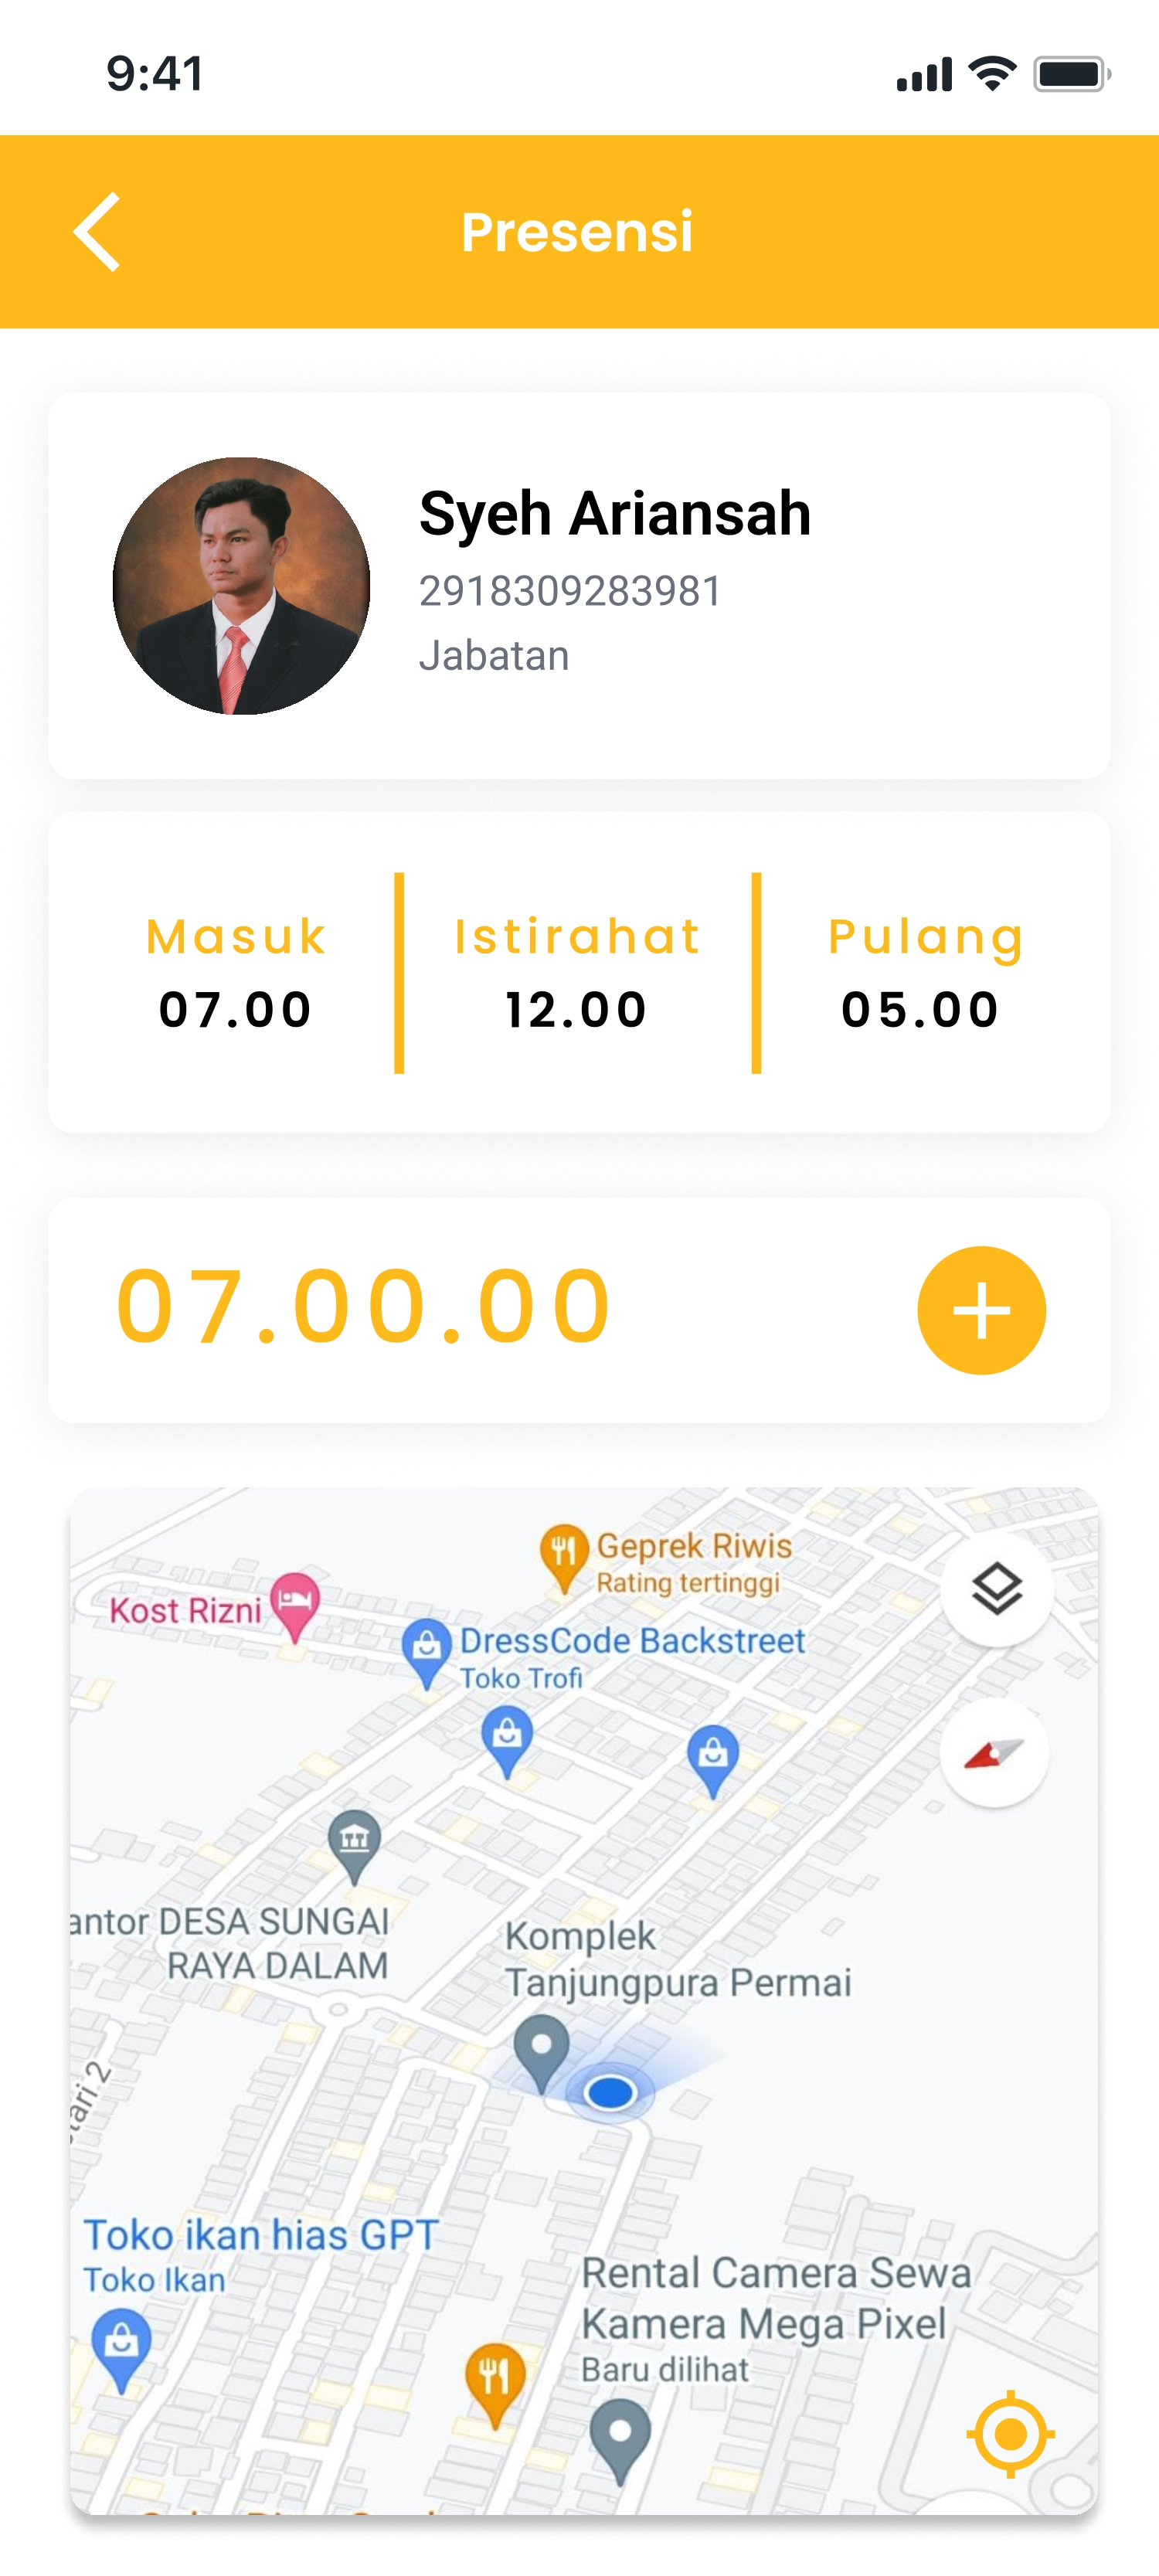 9:41
Presensi
Syeh Ariansah
2918309283981
Jabatan
Masuk
07.00
Istirahat
12.00
Pulang
05.00
07.00.00
Geprek Riwis
Rating tertinggi
Kost Rizni
DressCode Backstreet
Toko Trofi
antor DESA SUNGAI
RAYA DALAM
Komplek
Tanjungpura Permai
tari 2
Toko ikan hias GPT
Toko Ikan
Rental Camera Sewa
Kamera Mega Pixel
Baru dilihat